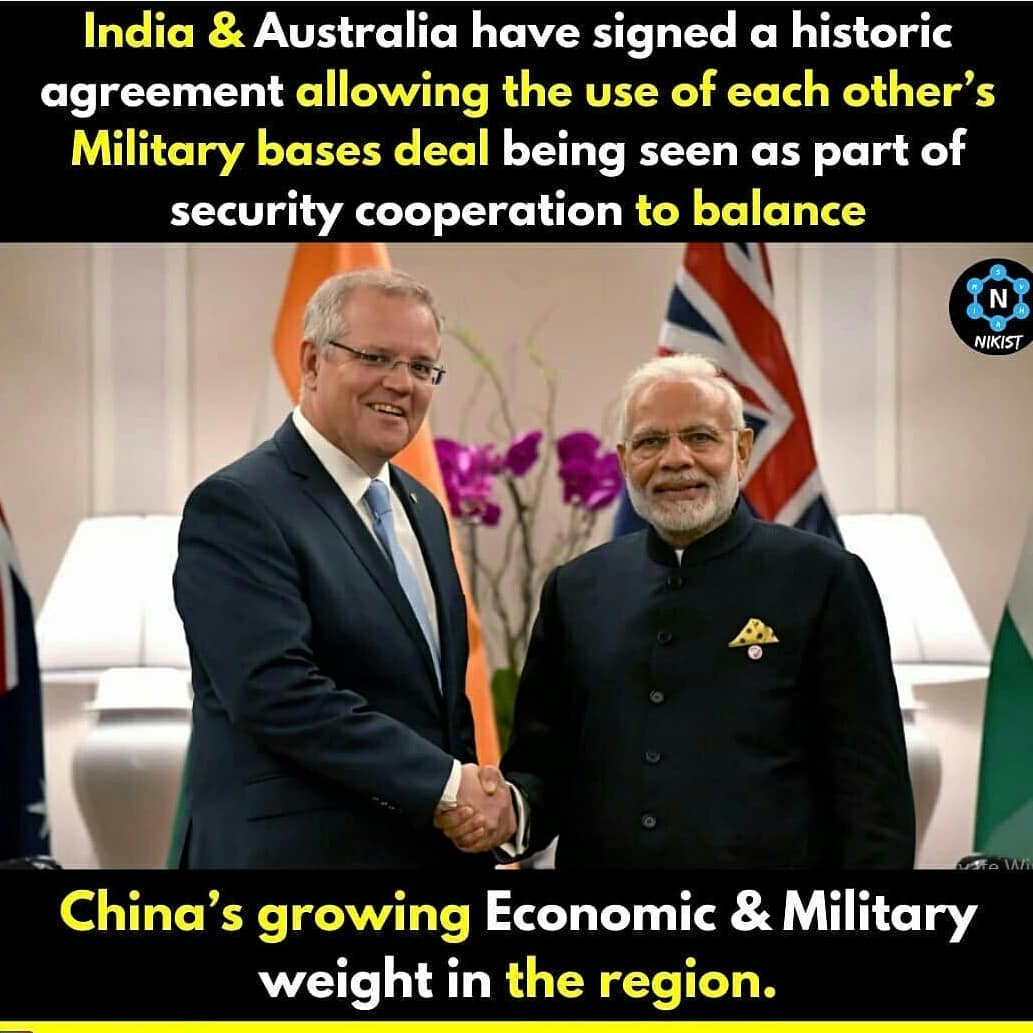 India & Australia have signed a historic
agreement allowing the use of each other's
Military bases deal being seen as part of
security cooperation to balance
N
NIKIST
China's growing Economic & Military
weight in the region.